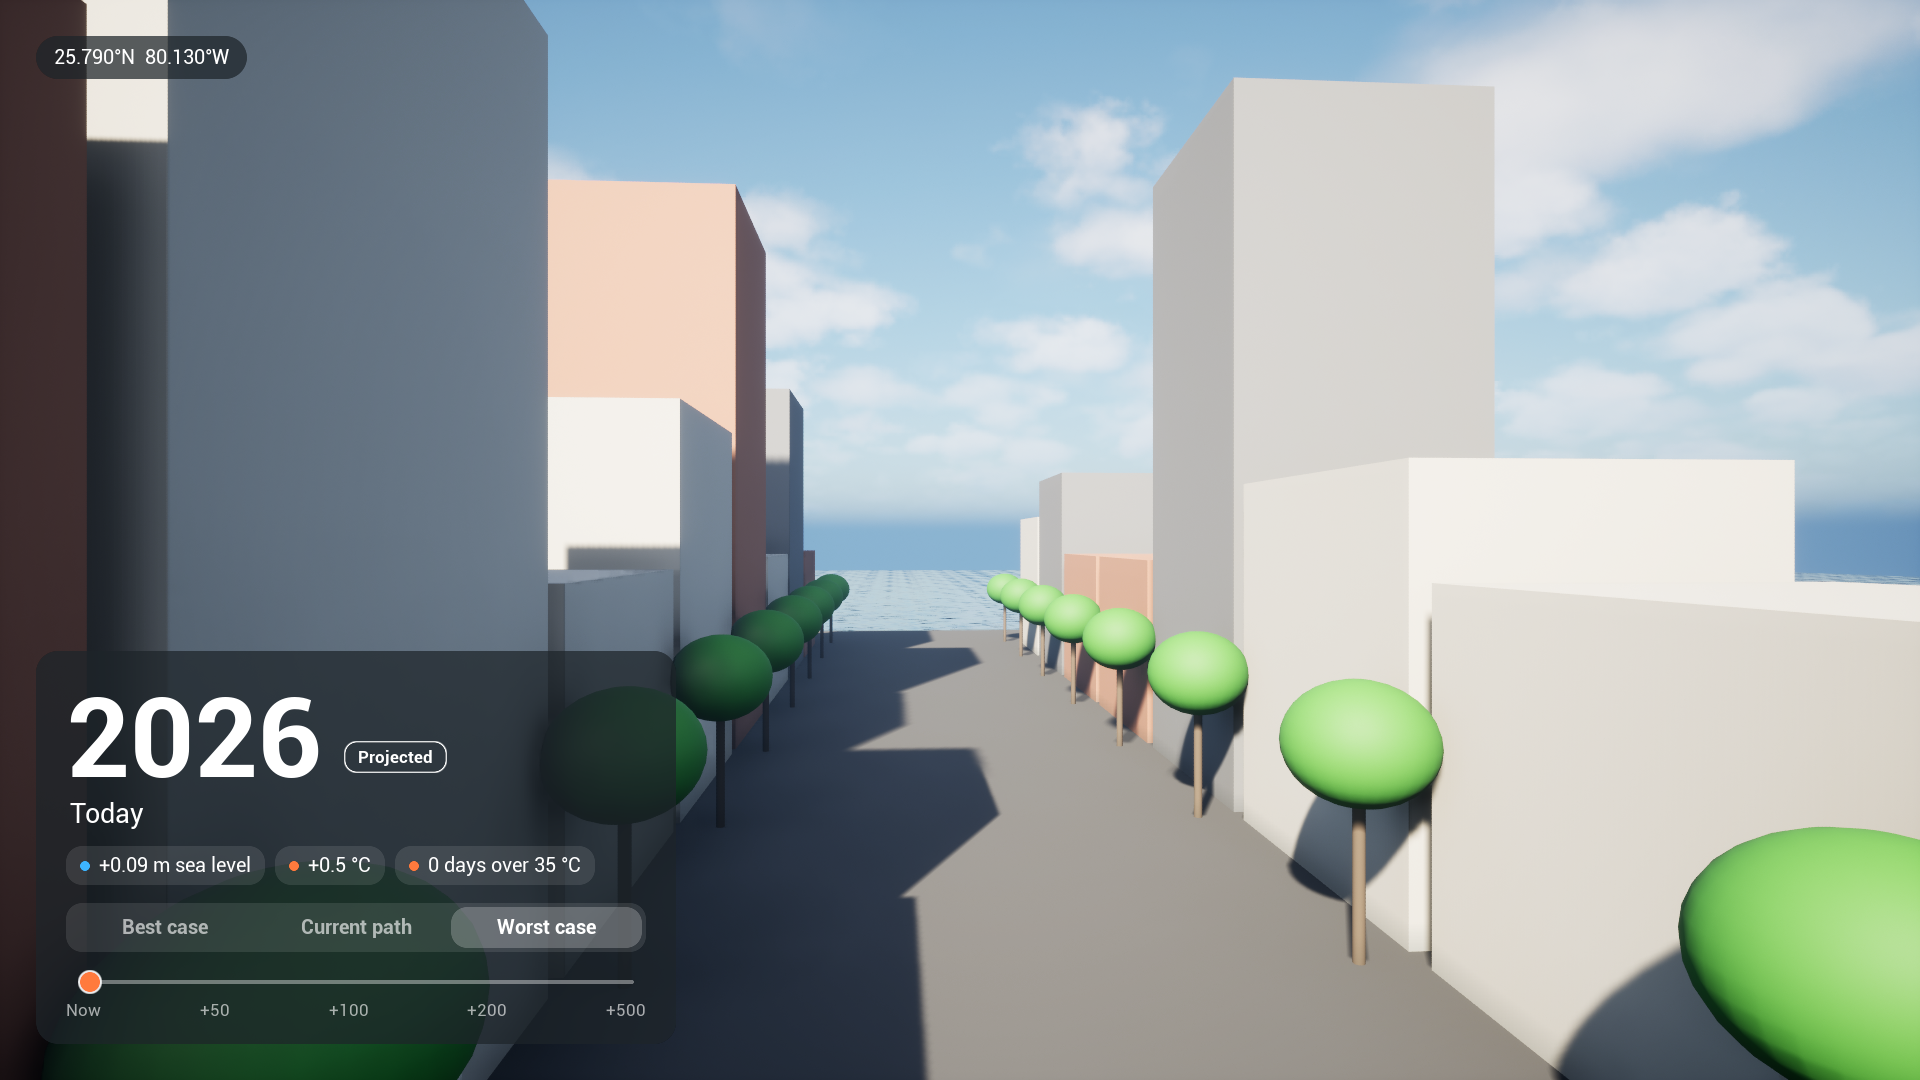 25.790°N 80.130°W
2026 Projected
Today
+0.09 m sea level +0.5 °C 0 days over 35 °C
Best case Current path Worst case
Now +50 +100 +200 +500